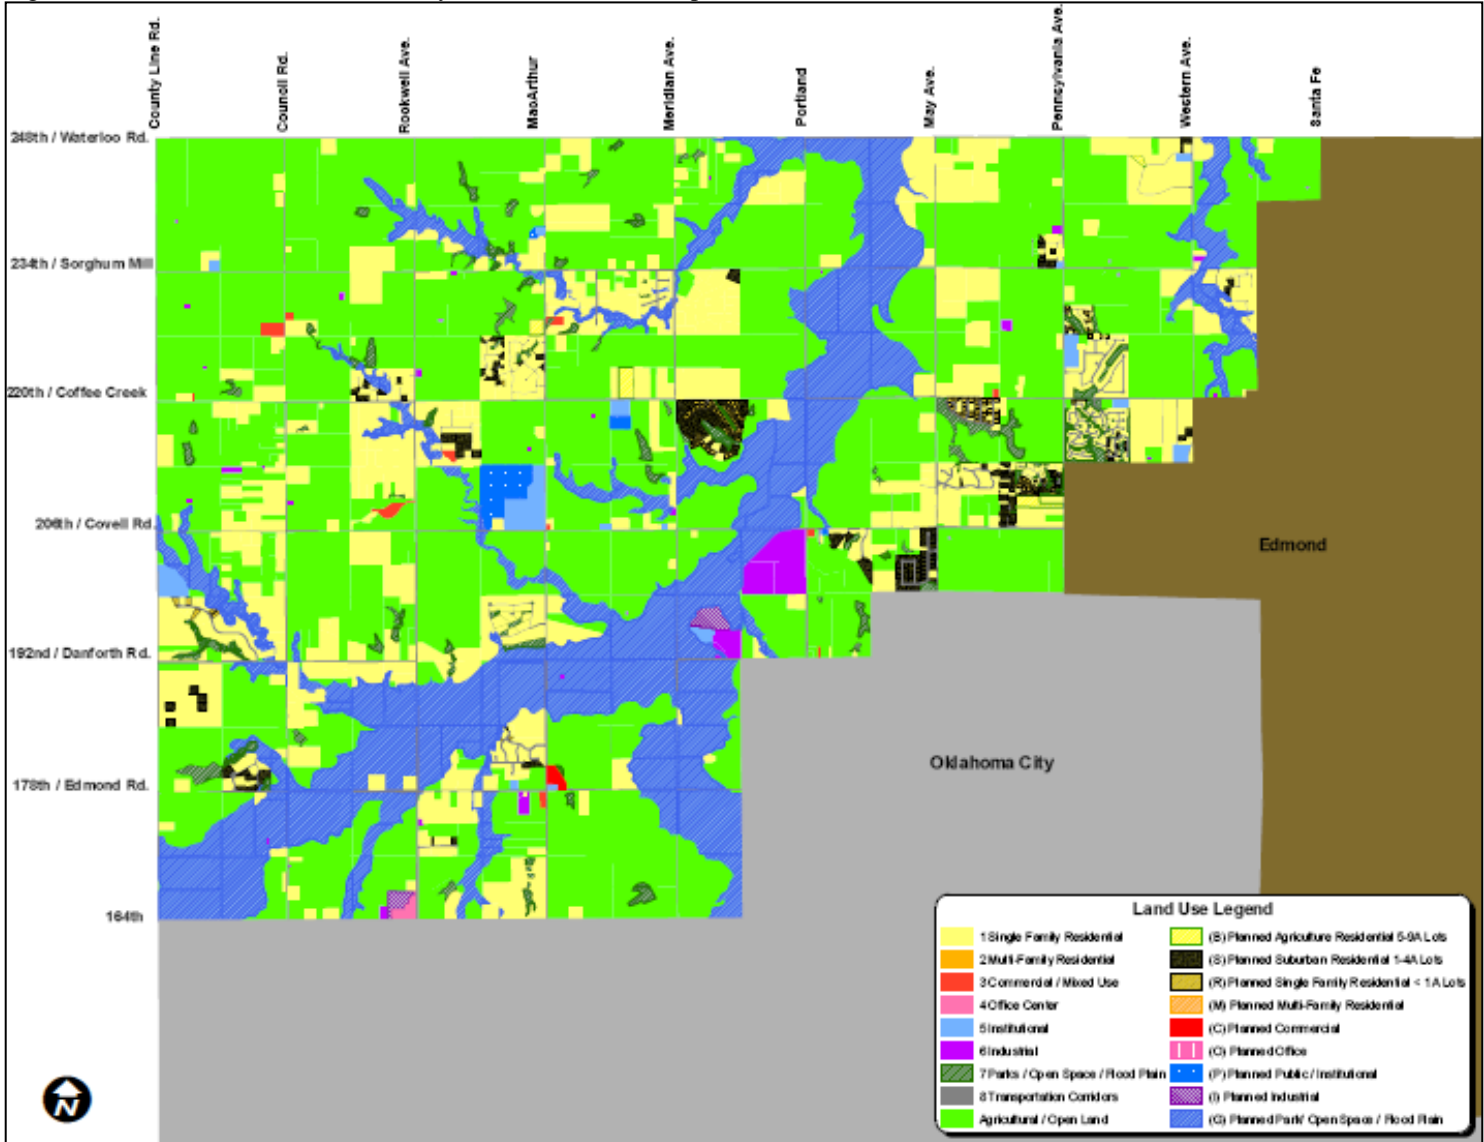 County Line Rd.
Council Rd.
Rockwell Ave.
MacArthur
Meridian Ave.
Portland
May Ave.
Pennsylvania Ave.
Western Ave.
Santa Fe
248th / Waterloo Rd.
234th / Sorghum Mill
220th / Coffee Creek
206th / Covell Rd.
192nd / Danforth Rd.
178th / Edmond Rd.
164th
Edmond
Oklahoma City
N
Land Use Legend
1 Single Family Residential
2 Multi-Family Residential
3 Commercial / Mixed Use
4 Office Center
5 Institutional
6 Industrial
7 Parks / Open Space / Flood Plain
8 Transportation Corridors
Agricultural / Open Land
(B) Planned Agriculture Residential 5-9A Lots
(S) Planned Suburban Residential 1-4A Lots
(R) Planned Single Family Residential < 1A Lots
(M) Planned Multi-Family Residential
(C) Planned Commercial
(O) Planned Office
(P) Planned Public / Institutional
(I) Planned Industrial
(G) Planned Park/ Open Space / Flood Plain